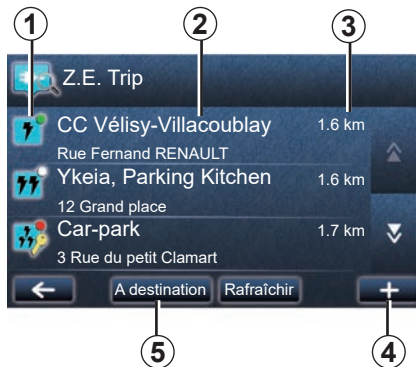 1 2 3
Z.E. Trip
CC Vélisy-Villacoublay 1.6 km
Rue Fernand RENAULT
Ykeia, Parking Kitchen 1.6 km
12 Grand place
Car-park 1.7 km
3 Rue du petit Clamart
A destination Rafraîchir +
5 4